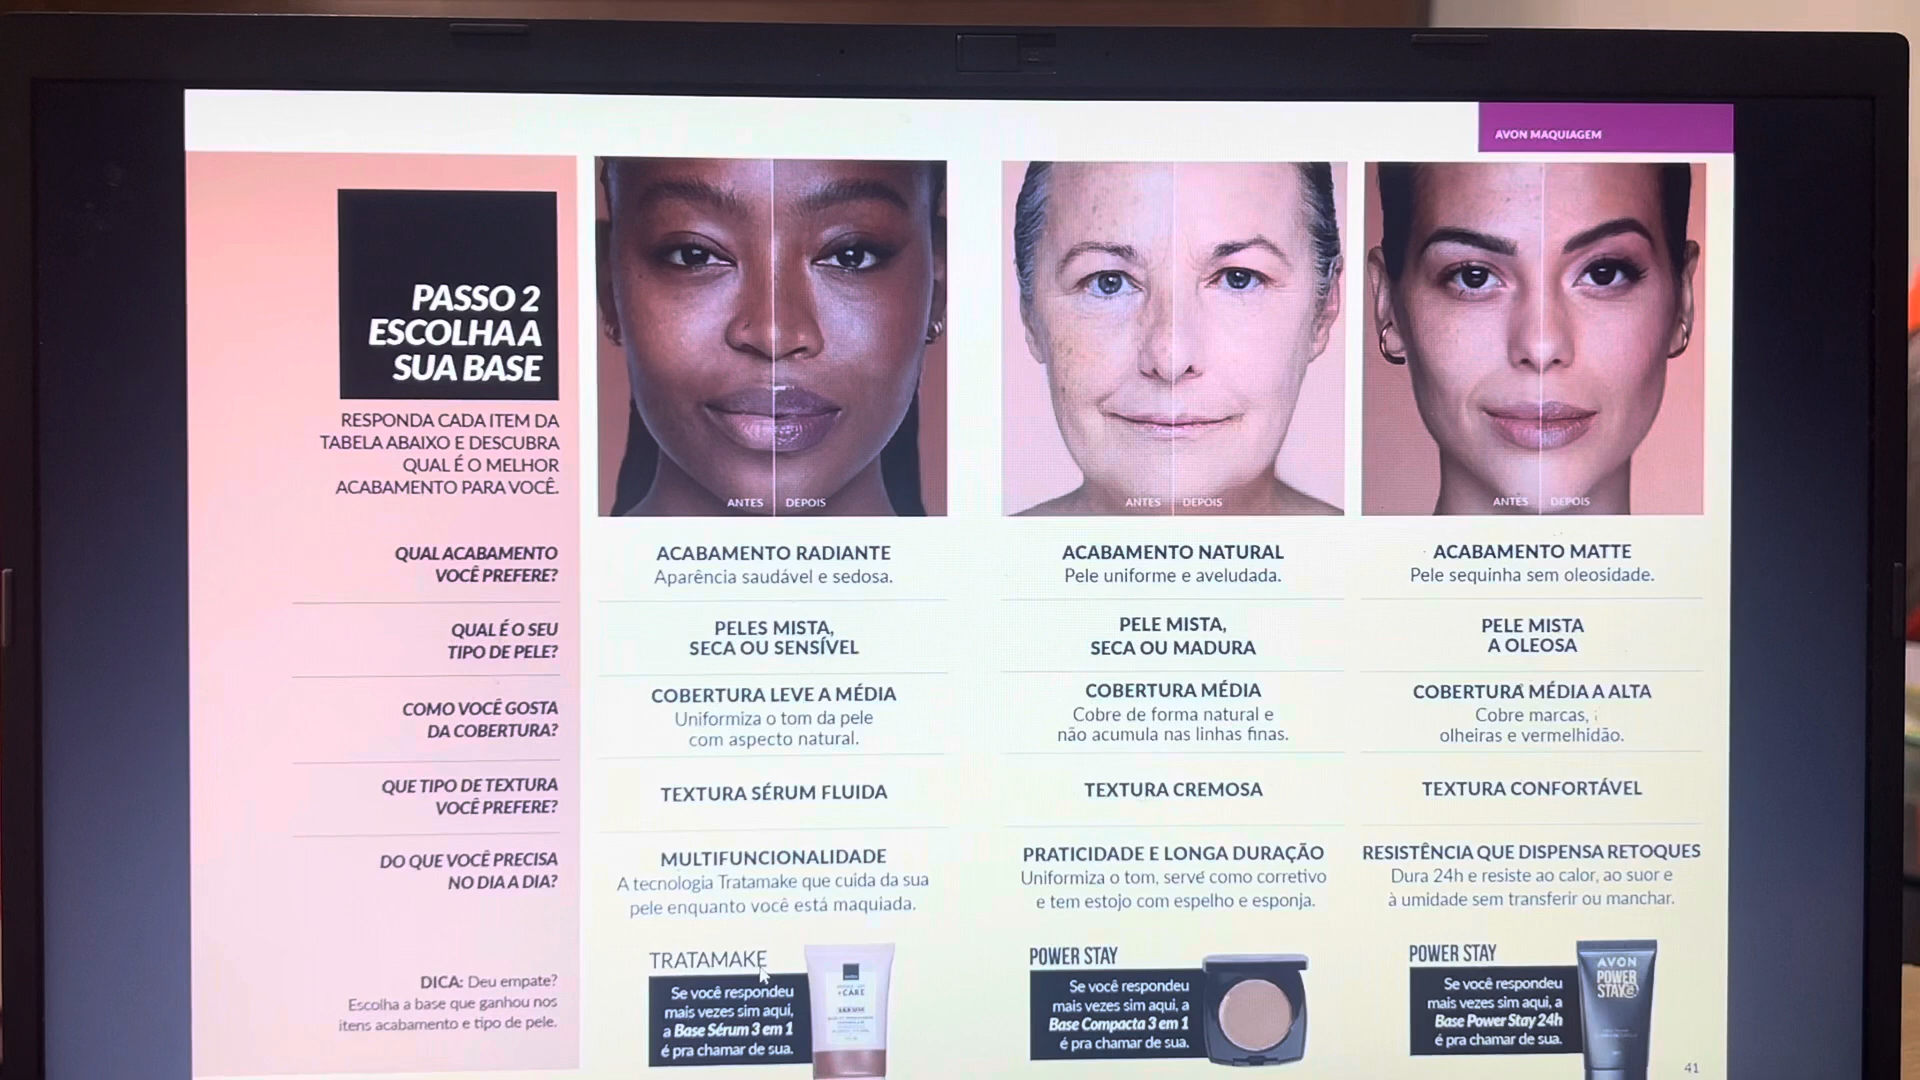 AVON MAQUIAGEM
PASSO 2
ESCOLHA A
SUA BASE
RESPONDA CADA ITEM DA
TABELA ABAIXO E DESCUBRA
QUAL É O MELHOR
ACABAMENTO PARA VOCÊ.
ANTES DEPOIS
ANTES DEPOIS
ANTES DEPOIS
QUAL ACABAMENTO
VOCÊ PREFERE?
ACABAMENTO RADIANTE
Aparência saudável e sedosa.
ACABAMENTO NATURAL
Pele uniforme e aveludada.
ACABAMENTO MATTE
Pele sequinha sem oleosidade.
QUAL É O SEU
TIPO DE PELE?
PELES MISTA,
SECA OU SENSÍVEL
PELE MISTA,
SECA OU MADURA
PELE MISTA
A OLEOSA
COMO VOCÊ GOSTA
DA COBERTURA?
COBERTURA LEVE A MÉDIA
Uniformiza o tom da pele
com aspecto natural.
COBERTURA MÉDIA
Cobre de forma natural e
não acumula nas linhas finas.
COBERTURA MÉDIA A ALTA
Cobre marcas,
olheiras e vermelhidão.
QUE TIPO DE TEXTURA
VOCÊ PREFERE?
TEXTURA SÉRUM FLUIDA
TEXTURA CREMOSA
TEXTURA CONFORTÁVEL
DO QUE VOCÊ PRECISA
NO DIA A DIA?
MULTIFUNCIONALIDADE
A tecnologia Tratamake que cuida da sua
pele enquanto você está maquiada.
PRATICIDADE E LONGA DURAÇÃO
Uniformiza o tom, serve como corretivo
e tem estojo com espelho e esponja.
RESISTÊNCIA QUE DISPENSA RETOQUES
Dura 24h e resiste ao calor, ao suor e
à umidade sem transferir ou manchar.
DICA: Deu empate?
Escolha a base que ganhou nos
itens acabamento e tipo de pele.
TRATAMAKE
Se você respondeu
mais vezes sim aqui,
a Base Sérum 3 em 1
é pra chamar de sua.
+CARE
SERUM
POWER STAY
Se você respondeu
mais vezes sim aqui, a
Base Compacta 3 em 1
é pra chamar de sua.
POWER STAY
Se você respondeu
mais vezes sim aqui, a
Base Power Stay 24h
é pra chamar de sua.
AVON
POWER
STAY
41